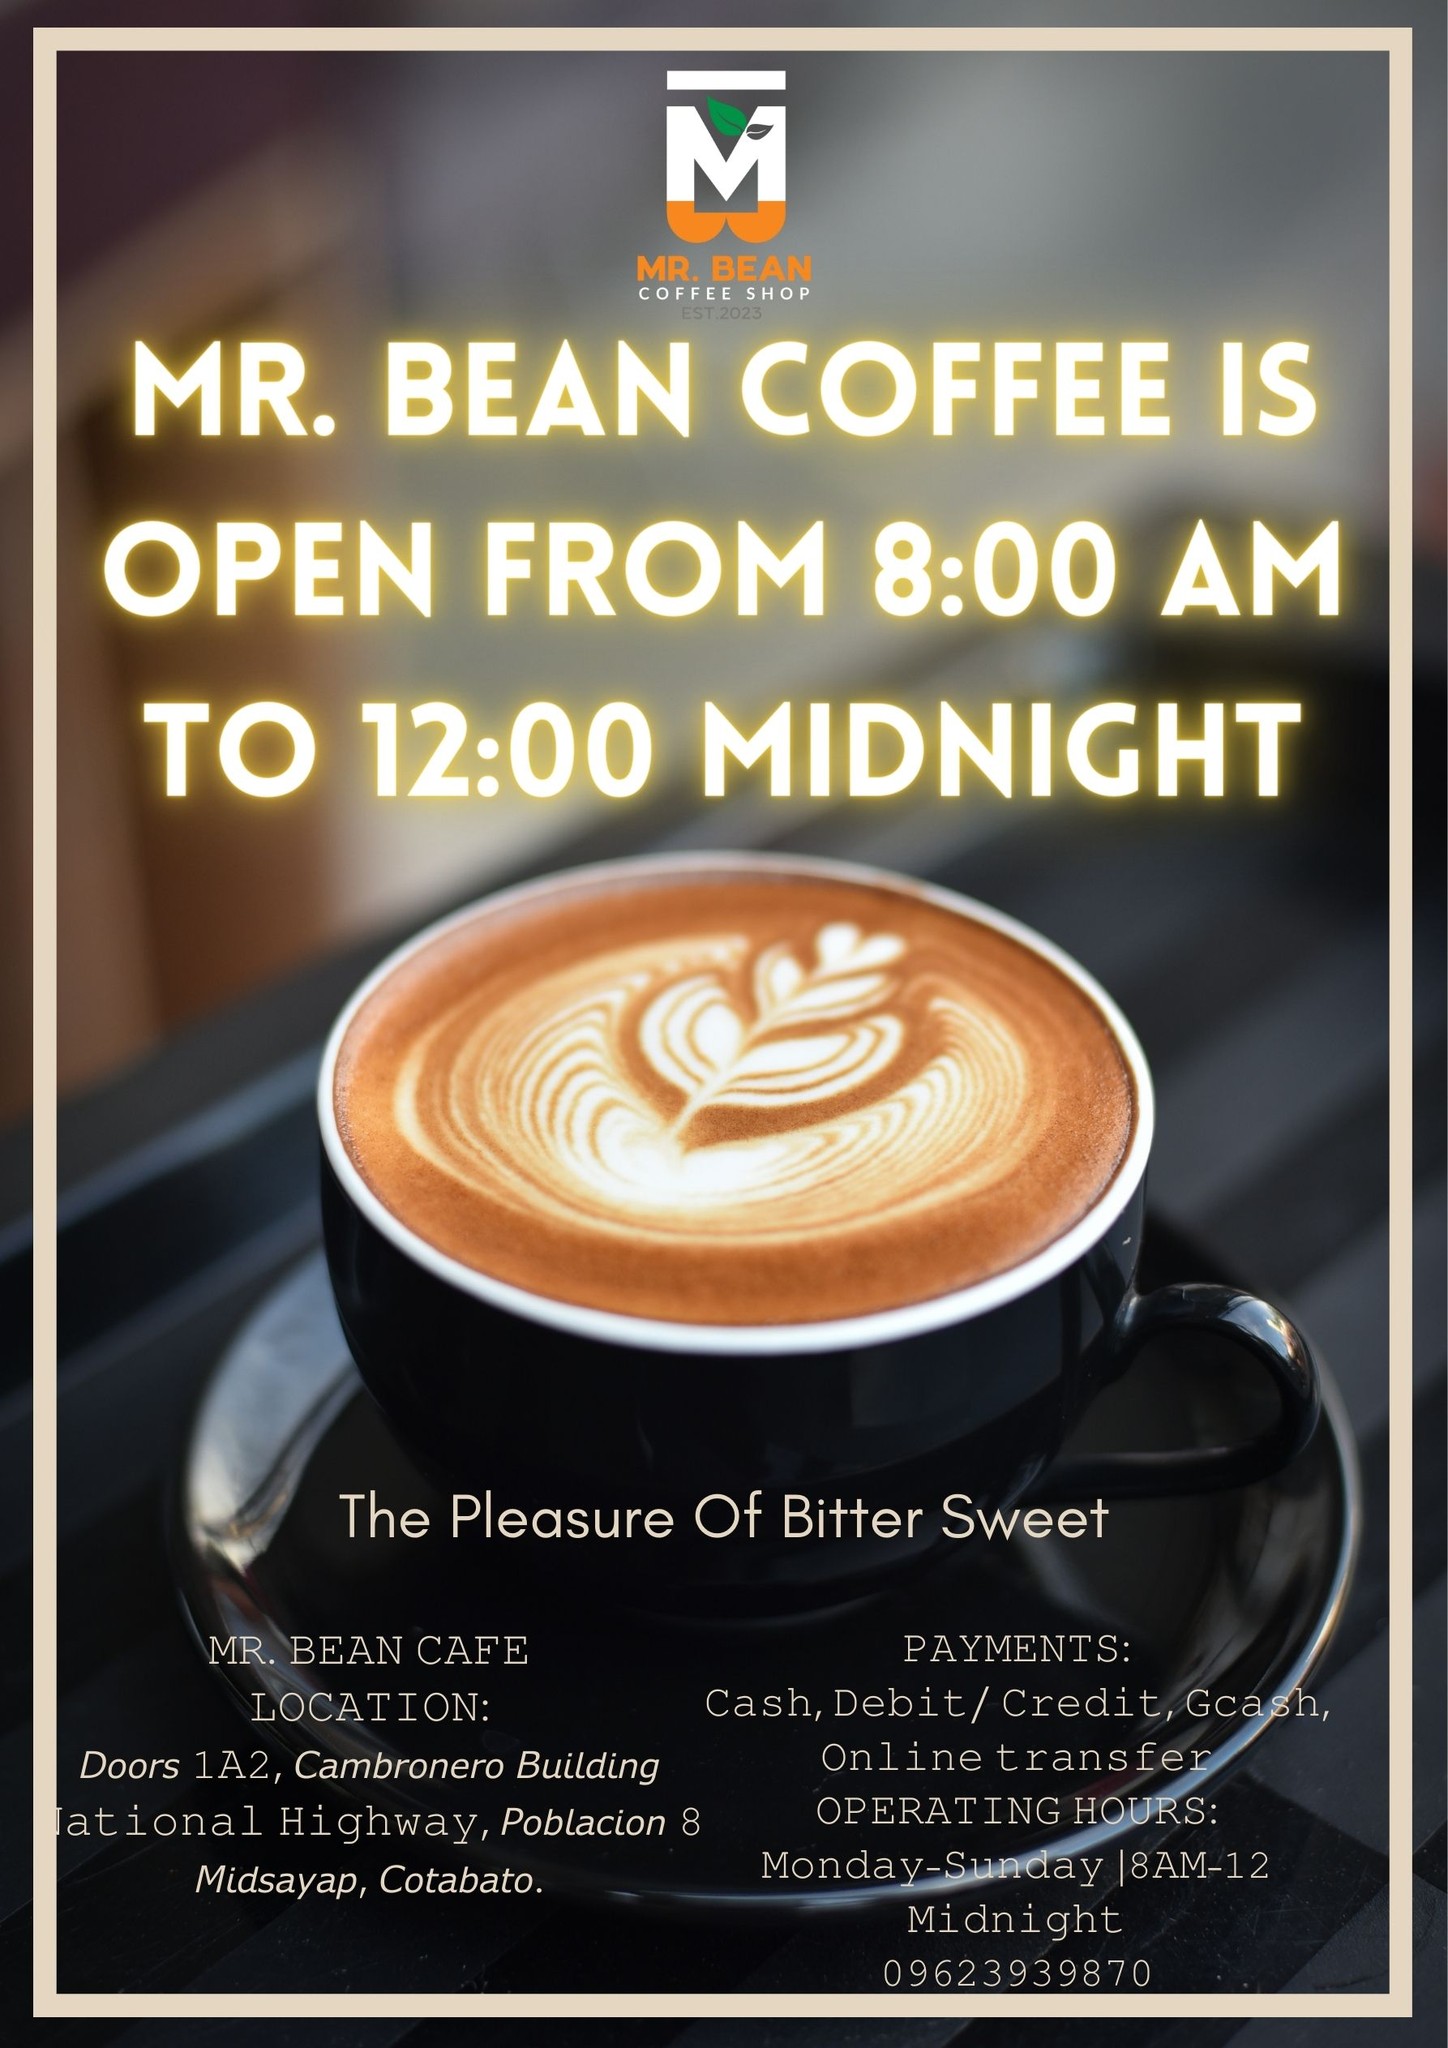 MR. BEAN
COFFEE SHOP
EST.2023
MR. BEAN COFFEE IS
OPEN FROM 8:00 AM
TO 12:00 MIDNIGHT
The Pleasure Of Bitter Sweet
MR. BEAN CAFE
LOCATION:
Doors 1A2, Cambronero Building
National Highway, Poblacion 8
Midsayap, Cotabato.
PAYMENTS:
Cash, Debit/ Credit, Gcash,
Online transfer
OPERATING HOURS:
Monday-Sunday |8AM-12
Midnight
09623939870